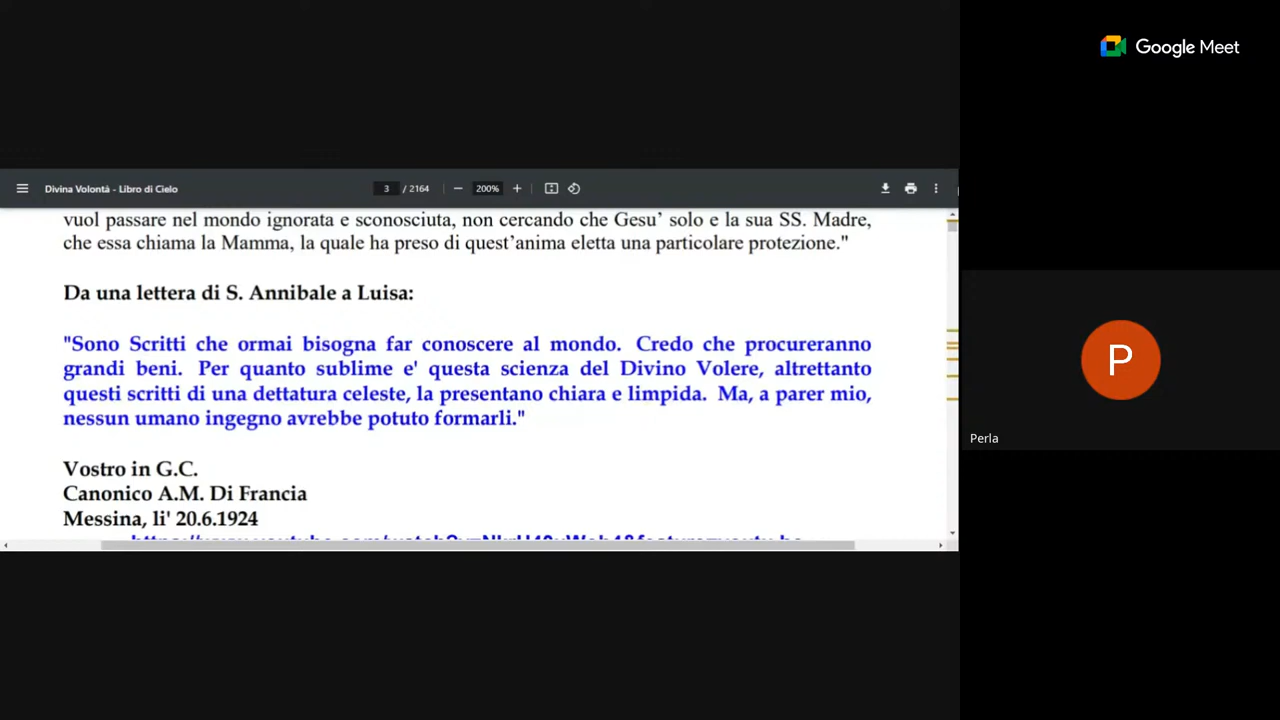 Google Meet
Divina Volontà - Libro di Cielo
3 / 2164
200%
vuol passare nel mondo ignorata e sconosciuta, non cercando che Gesu' solo e la sua SS. Madre,
che essa chiama la Mamma, la quale ha preso di quest'anima eletta una particolare protezione."
Da una lettera di S. Annibale a Luisa:
"Sono Scritti che ormai bisogna far conoscere al mondo. Credo che procureranno
grandi beni. Per quanto sublime e' questa scienza del Divino Volere, altrettanto
questi scritti di una dettatura celeste, la presentano chiara e limpida. Ma, a parer mio,
nessun umano ingegno avrebbe potuto formarli."
Vostro in G.C.
Canonico A.M. Di Francia
Messina, li' 20.6.1924
P
Perla